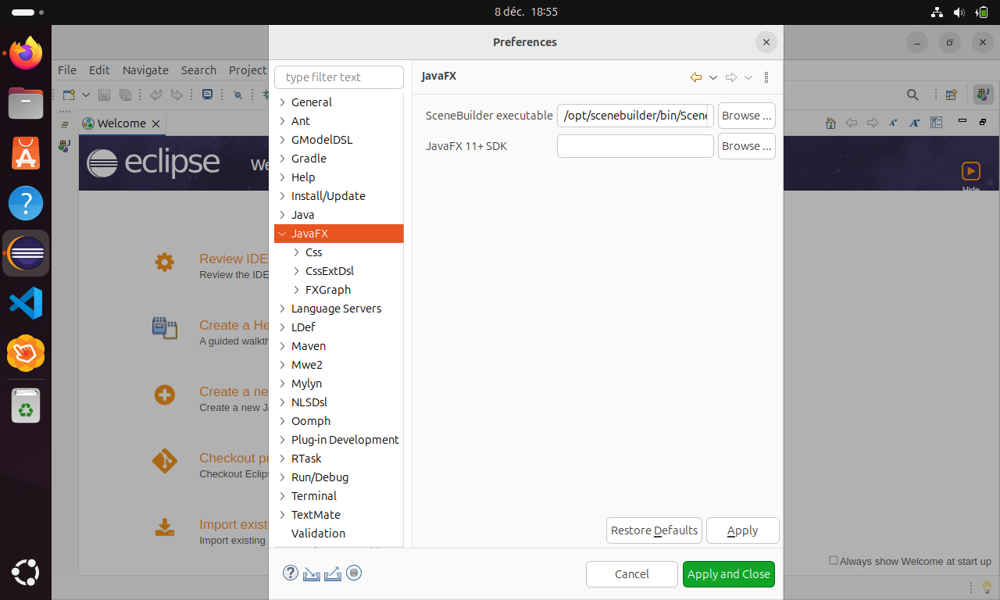 8 déc.  18:55
Preferences
File Edit Navigate Search Project
type filter text
JavaFX
General
Ant
GModelDSL
Gradle
Help
Install/Update
Java
JavaFX
Css
CssExtDsl
FXGraph
Language Servers
LDef
Maven
Mwe2
Mylyn
NLSDsl
Oomph
Plug-in Development
RTask
Run/Debug
Terminal
TextMate
Validation
SceneBuilder executable /opt/scenebuilder/bin/Scene Browse ...
JavaFX 11+ SDK Browse ...
Restore Defaults Apply
Cancel Apply and Close
Welcome
eclipse We
Hide
Review IDE
Review the IDE
Create a He
A guided walkth
Create a ne
Create a new Ja
Checkout pr
Checkout Eclips
Import existi
Import existing
Always show Welcome at start up